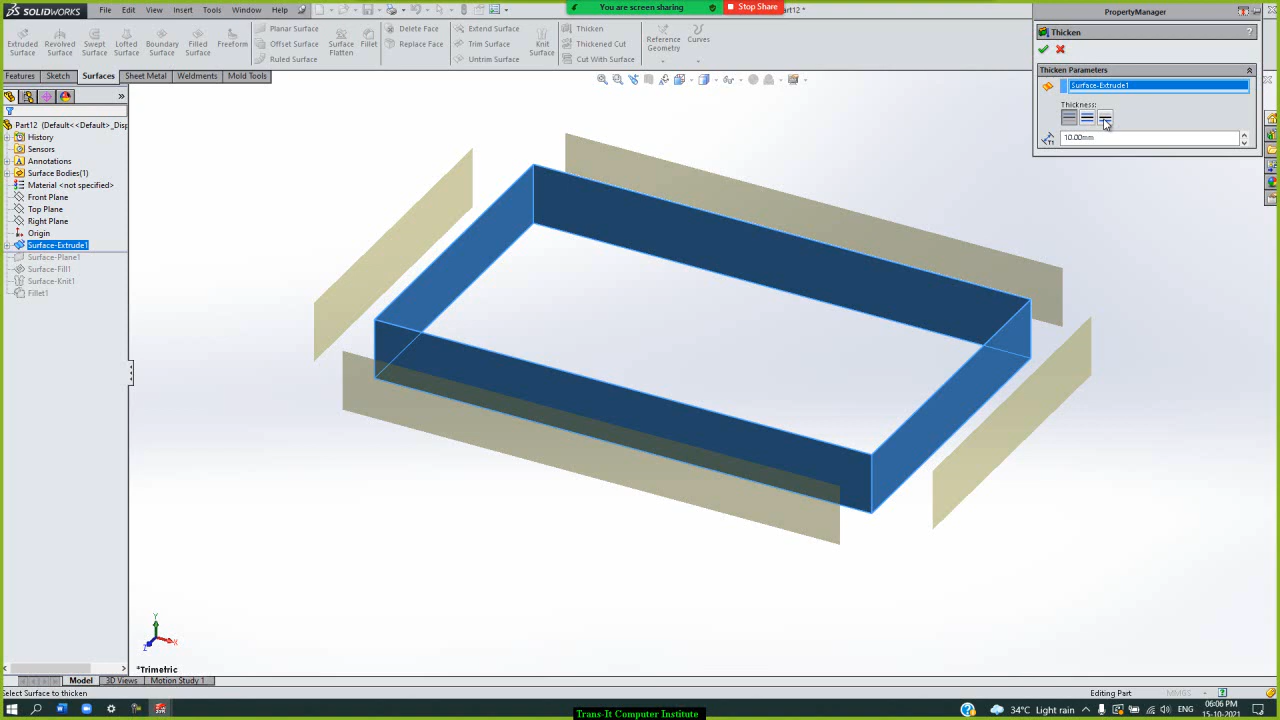 SOLIDWORKS File Edit View Insert Tools Window Help
You are screen sharing Stop Share
Part12 *
PropertyManager
Extruded Surface
Revolved Surface
Swept Surface
Lofted Surface
Boundary Surface
Filled Surface
Freeform
Planar Surface
Offset Surface
Ruled Surface
Surface Flatten
Fillet
Delete Face
Replace Face
Extend Surface
Trim Surface
Untrim Surface
Knit Surface
Thicken
Thickened Cut
Cut With Surface
Reference Geometry
Curves
Features Sketch Surfaces Sheet Metal Weldments Mold Tools
Thicken
Thicken Parameters
Surface-Extrude1
Thickness:
10.00mm
Part12 (Default<<Default>_Disp
History
Sensors
Annotations
Surface Bodies(1)
Material <not specified>
Front Plane
Top Plane
Right Plane
Origin
Surface-Extrude1
Surface-Plane1
Surface-Fill1
Surface-Knit1
Fillet1
Y
X
Z
*Trimetric
Model 3D Views Motion Study 1
Select Surface to thicken
Editing Part MMGS
34°C Light rain ENG
06:06 PM
15-10-2021
Trans-It Computer Institute